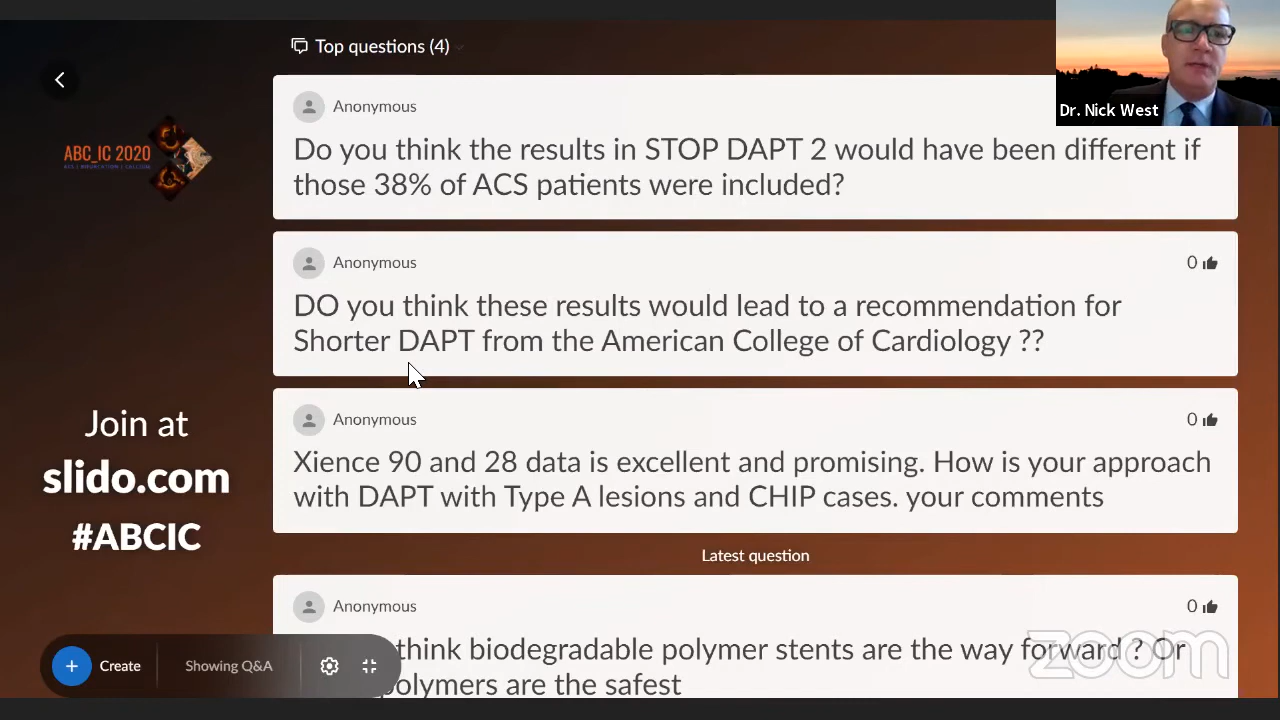 Top questions (4)
Dr. Nick West
Anonymous
Do you think the results in STOP DAPT 2 would have been different if
those 38% of ACS patients were included?
ABC_IC 2020
Anonymous
0
DO you think these results would lead to a recommendation for
Shorter DAPT from the American College of Cardiology ??
Anonymous
0
Xience 90 and 28 data is excellent and promising. How is your approach
with DAPT with Type A lesions and CHIP cases. your comments
Join at
slido.com
#ABCIC
Latest question
Anonymous
0
think biodegradable polymer stents are the way forward ? Or
polymers are the safest
Create
Showing Q&A
zoom